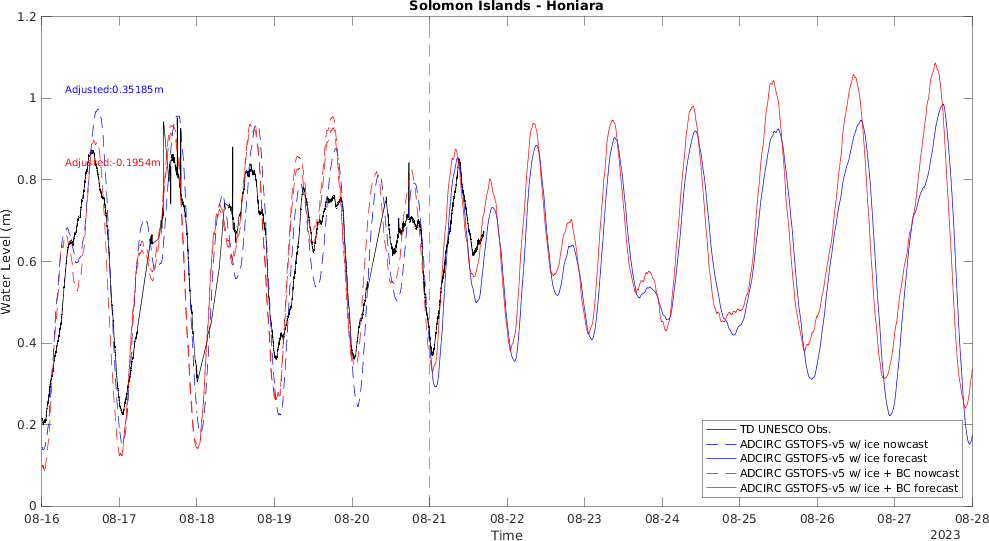 Solomon Islands - Honiara
1.2
1
0.8
0.6
0.4
0.2
0
Water Level (m)
Adjusted:0.35185m
Adjusted:-0.1954m
TD UNESCO Obs.
ADCIRC GSTOFS-v5 w/ ice nowcast
ADCIRC GSTOFS-v5 w/ ice forecast
ADCIRC GSTOFS-v5 w/ ice + BC nowcast
ADCIRC GSTOFS-v5 w/ ice + BC forecast
08-16 08-17 08-18 08-19 08-20 08-21 08-22 08-23 08-24 08-25 08-26 08-27 08-28
Time
2023